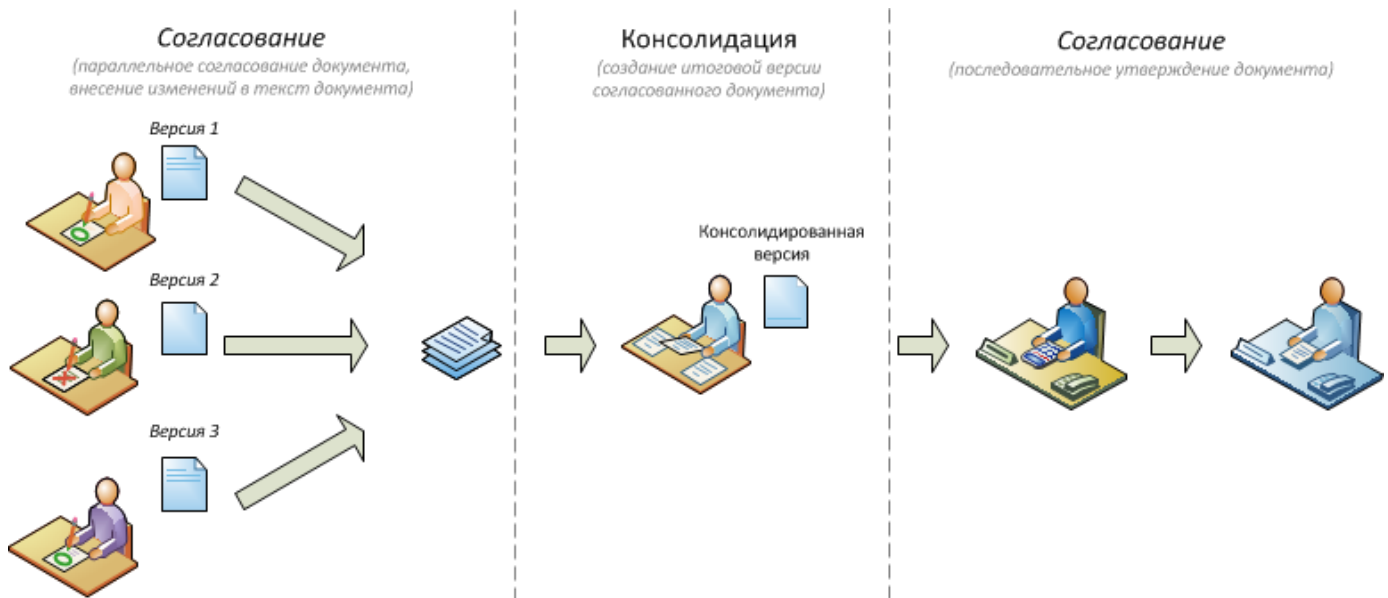 Согласование
(параллельное согласование документа,
внесение изменений в текст документа)
Версия 1
Версия 2
Версия 3
Консолидация
(создание итоговой версии
согласованного документа)
Консолидированная
версия
Согласование
(последовательное утверждение документа)